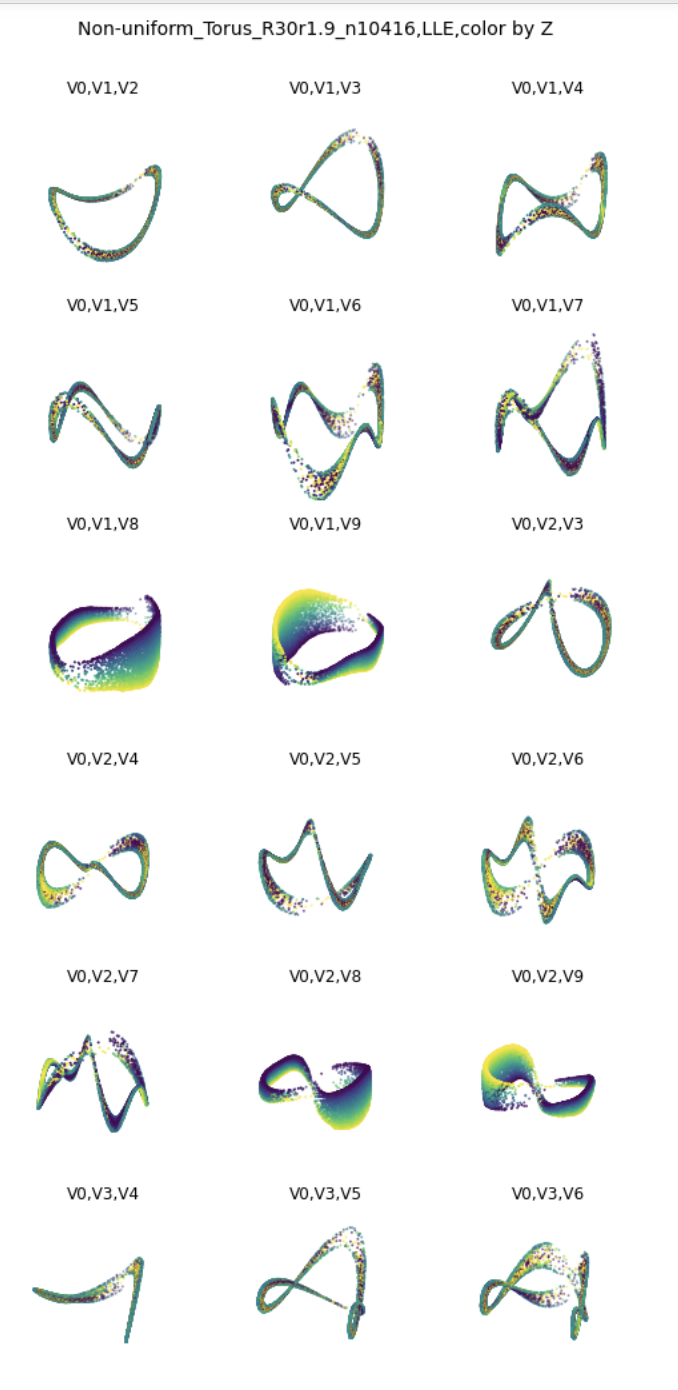 Non-uniform_Torus_R30r1.9_n10416,LLE,color by Z
V0,V1,V2
V0,V1,V3
V0,V1,V4
V0,V1,V5
V0,V1,V6
V0,V1,V7
V0,V1,V8
V0,V1,V9
V0,V2,V3
V0,V2,V4
V0,V2,V5
V0,V2,V6
V0,V2,V7
V0,V2,V8
V0,V2,V9
V0,V3,V4
V0,V3,V5
V0,V3,V6